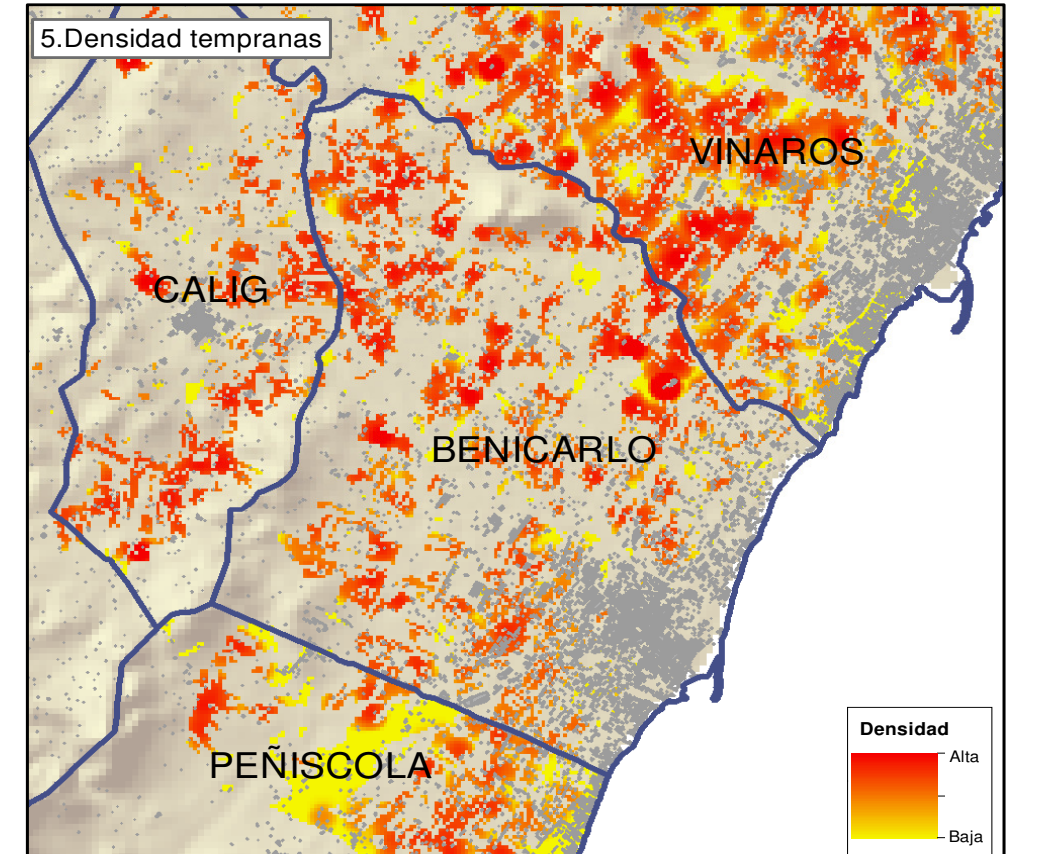 5.Densidad tempranas
VINAROS
CALIG
BENICARLO
PEÑISCOLA
Densidad
Alta
Baja